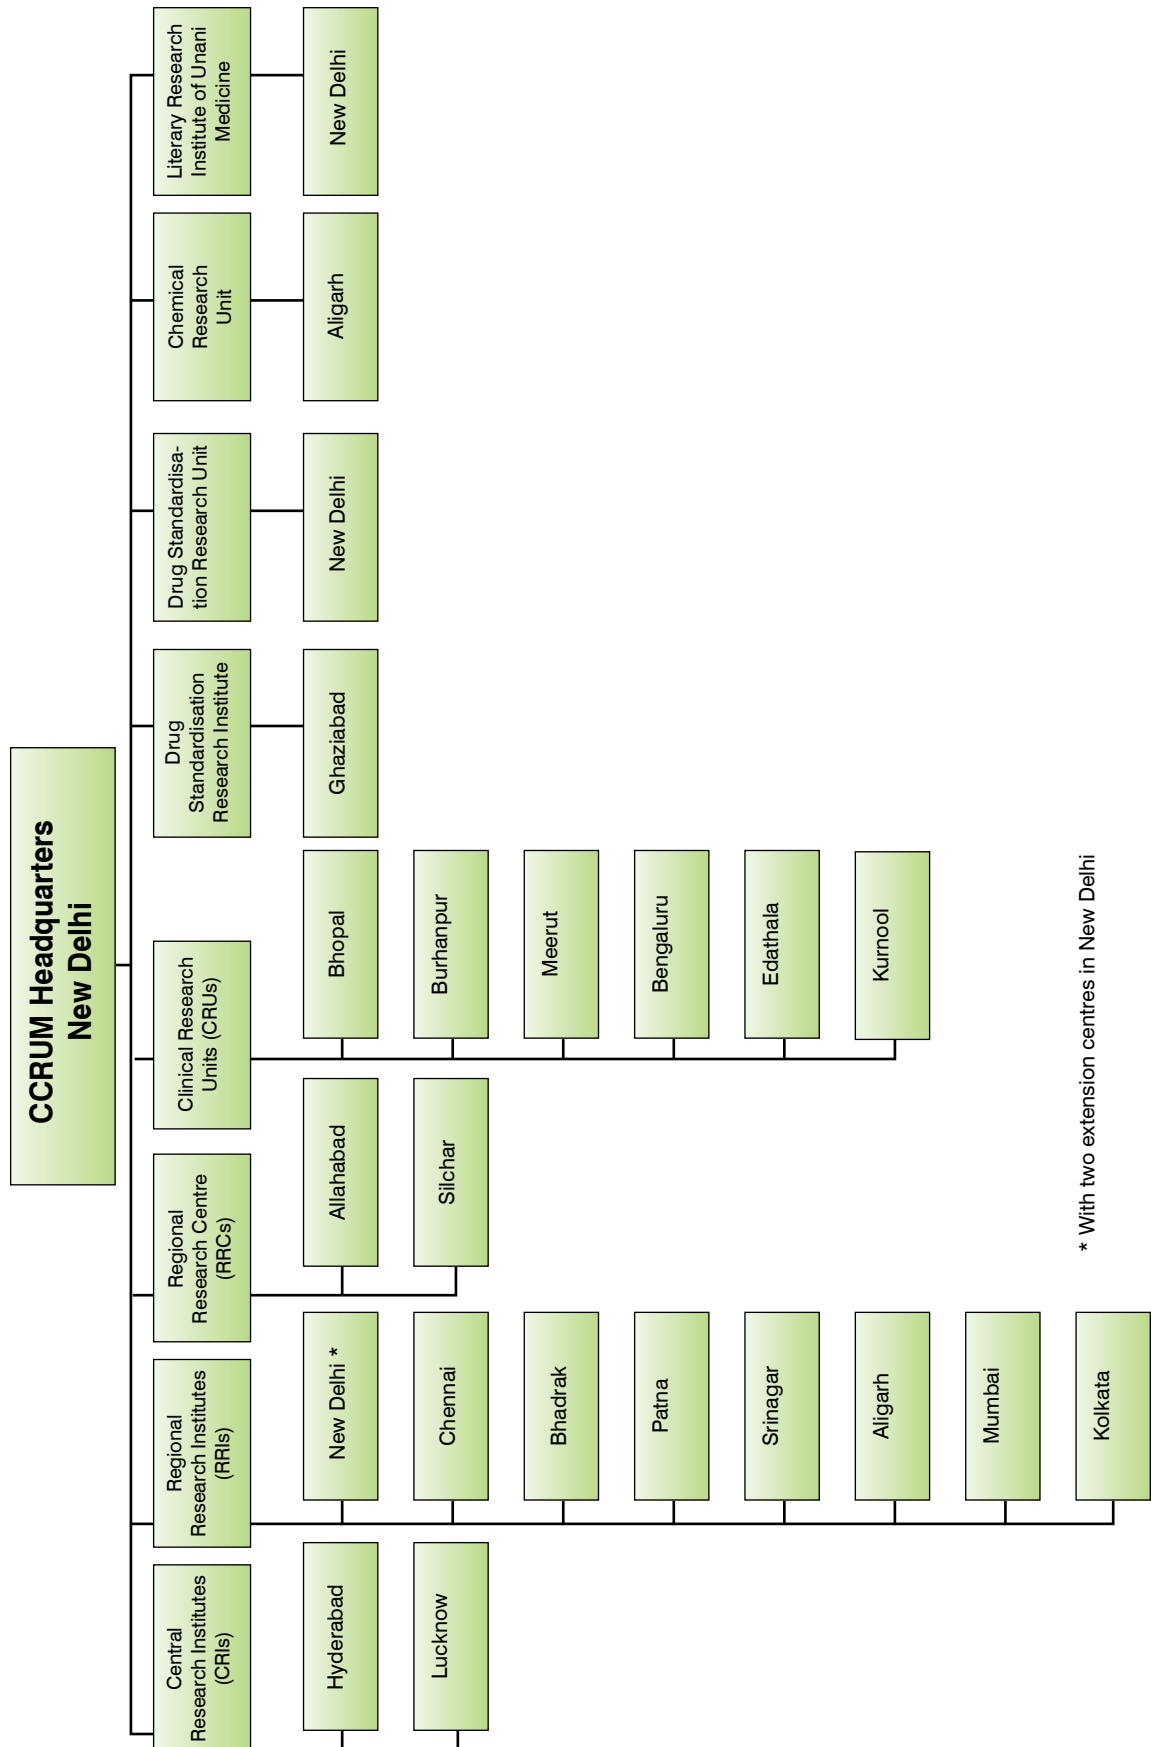 CCRUM Headquarters
New Delhi
Central
Research Institutes
(CRIs)
Hyderabad
Lucknow
Regional
Research Institutes
(RRIs)
New Delhi *
Chennai
Bhadrak
Patna
Srinagar
Aligarh
Mumbai
Kolkata
Regional
Research Centre
(RRCs)
Allahabad
Silchar
Clinical Research
Units (CRUs)
Bhopal
Burhanpur
Meerut
Bengaluru
Edathala
Kurnool
Drug
Standardisation
Research Institute
Ghaziabad
Drug Standardisa-
tion Research Unit
New Delhi
Chemical
Research
Unit
Aligarh
Literary Research
Institute of Unani
Medicine
New Delhi
* With two extension centres in New Delhi